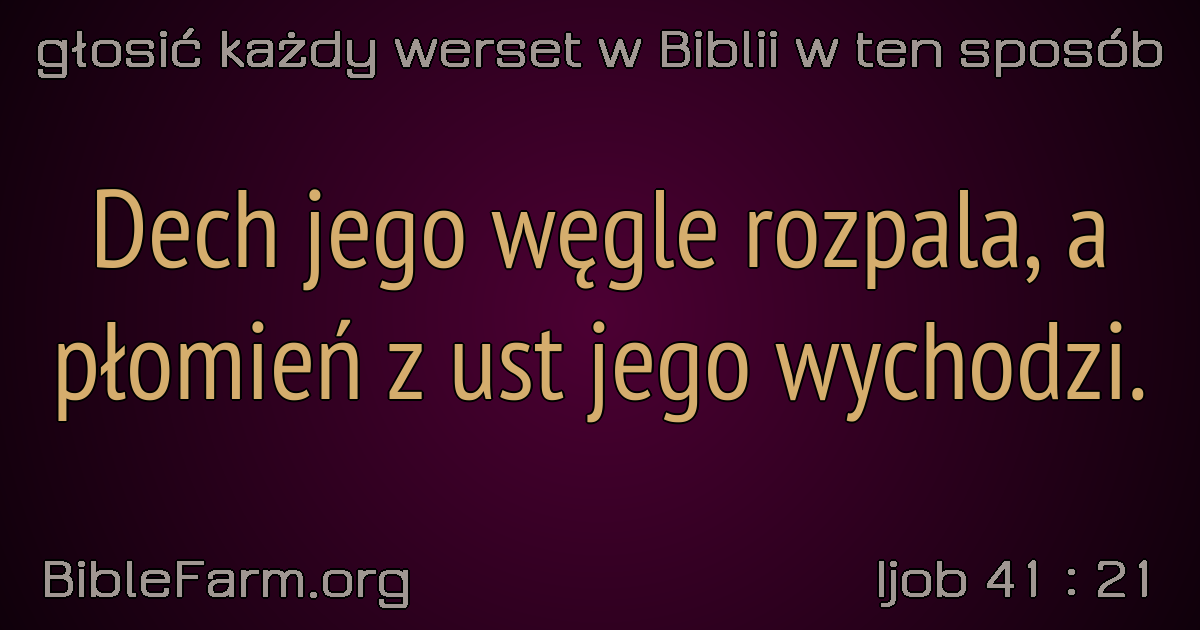 głosić każdy werset w Biblii w ten sposób
Dech jego węgle rozpala, a
płomień z ust jego wychodzi.
BibleFarm.org
Ijob 41 : 21